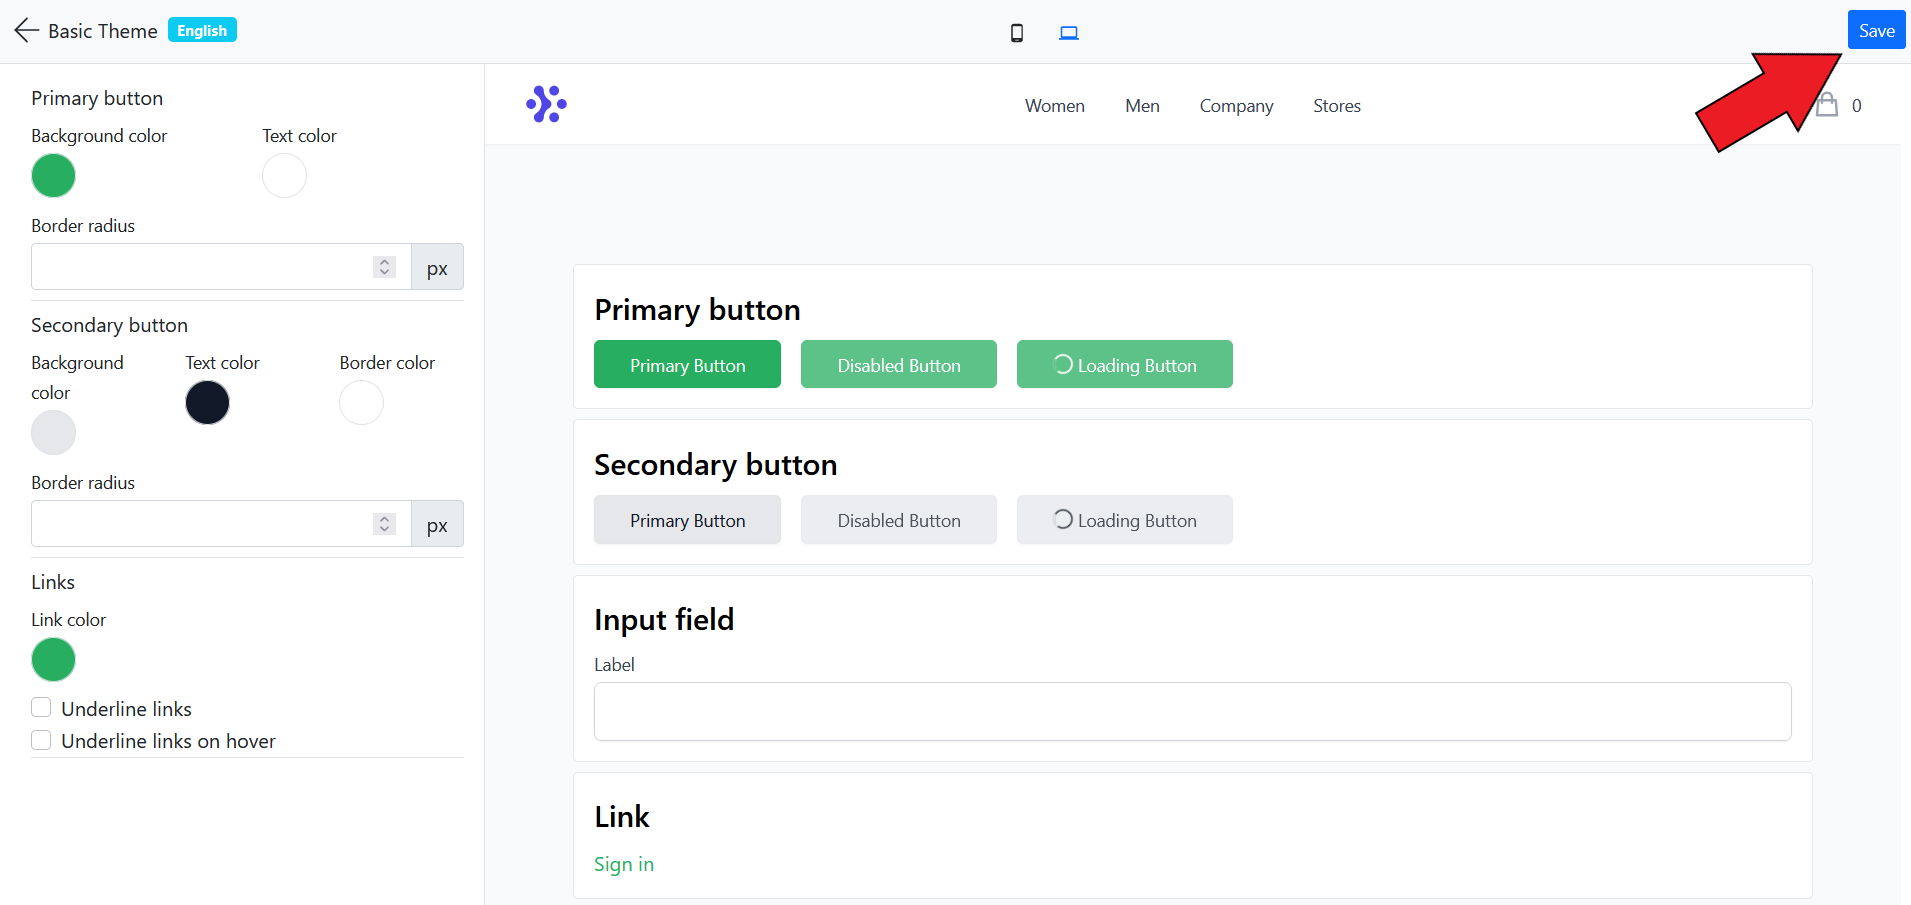 Basic Theme English
Save
Primary button
Background color Text color
Border radius
px
Secondary button
Background color Text color Border color
Border radius
px
Links
Link color
Underline links
Underline links on hover
Women Men Company Stores
0
Primary button
Primary Button Disabled Button Loading Button
Secondary button
Primary Button Disabled Button Loading Button
Input field
Label
Link
Sign in